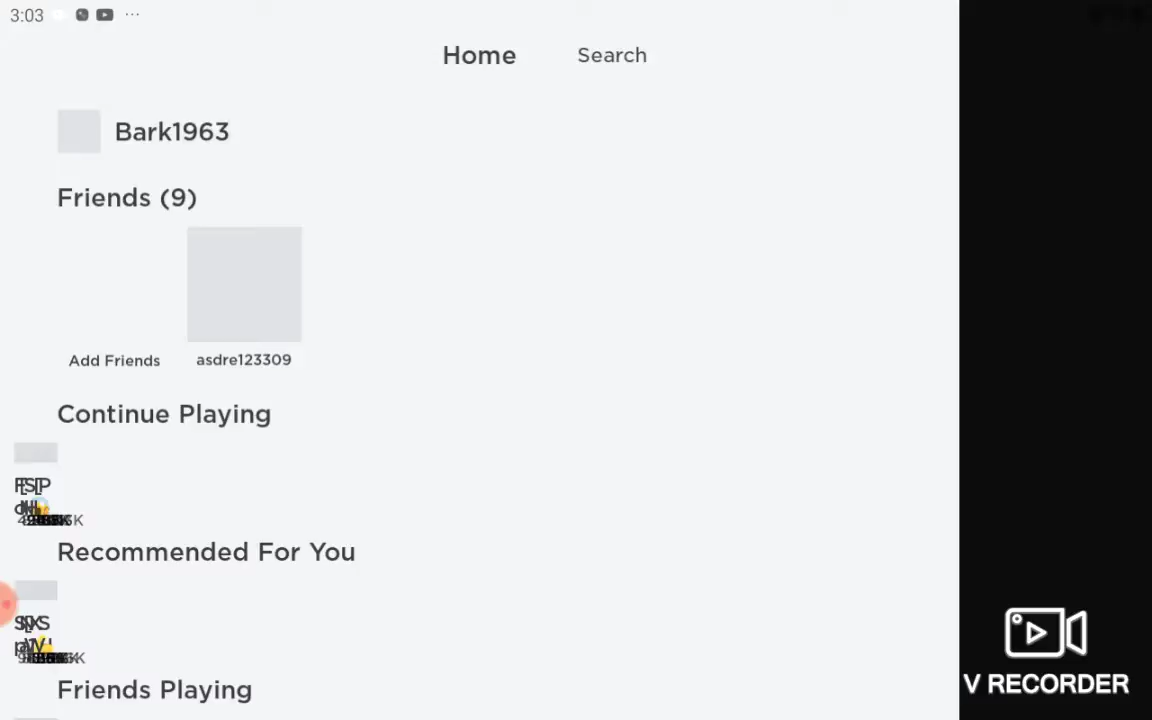 3:03
Home
Search
Bark1963
Friends (9)
Add Friends
asdre123309
Continue Playing
Recommended For You
Friends Playing
V RECORDER